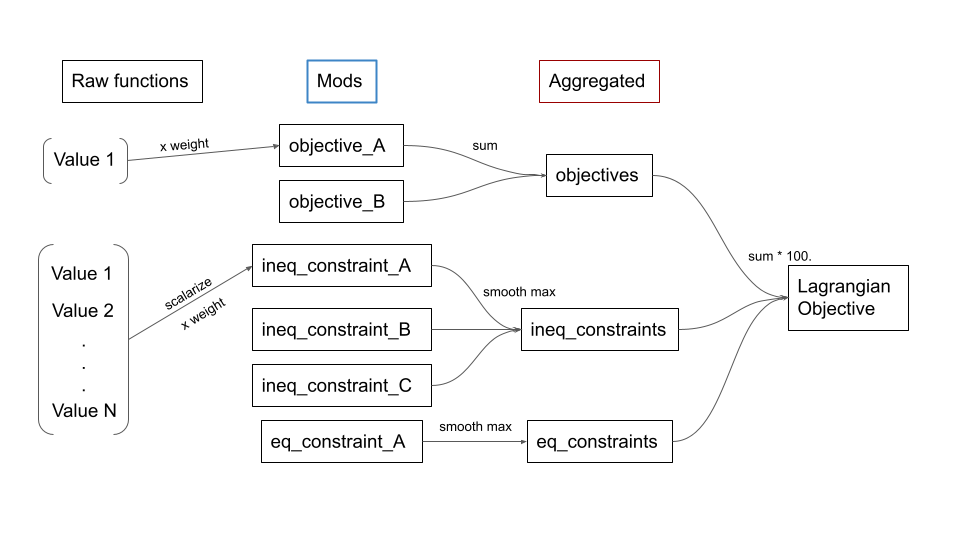 Raw functions
Mods
Aggregated
Value 1
x weight
objective_A
sum
objective_B
objectives
Value 1
Value 2
.
.
.
Value N
scalarize
x weight
ineq_constraint_A
smooth max
ineq_constraint_B
ineq_constraints
ineq_constraint_C
eq_constraint_A
smooth max
eq_constraints
sum * 100.
Lagrangian
Objective